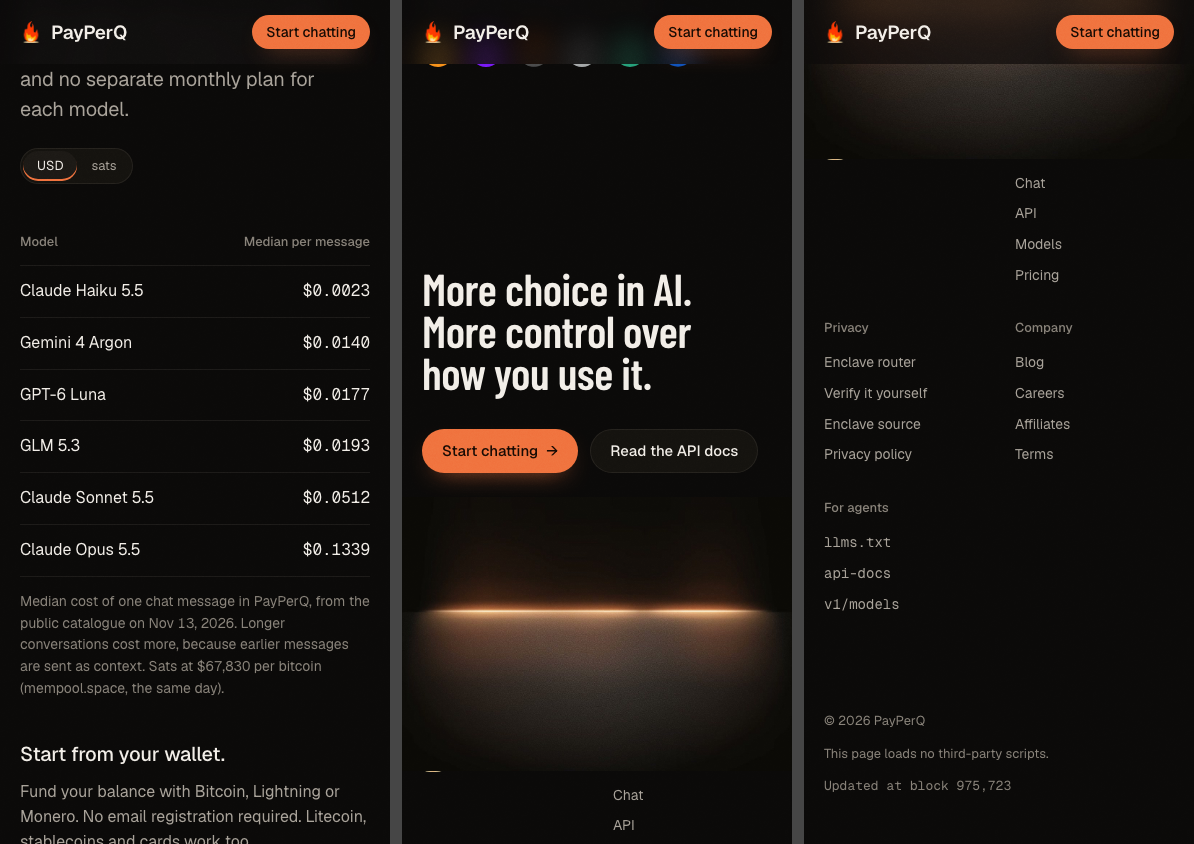 PayPerQ
Start chatting
and no separate monthly plan for
each model.
USD
sats
Model
Median per message
Claude Haiku 5.5
$0.0023
Gemini 4 Argon
$0.0140
GPT-6 Luna
$0.0177
GLM 5.3
$0.0193
Claude Sonnet 5.5
$0.0512
Claude Opus 5.5
$0.1339
Median cost of one chat message in PayPerQ, from the
public catalogue on Nov 13, 2026. Longer
conversations cost more, because earlier messages
are sent as context. Sats at $67,830 per bitcoin
(mempool.space, the same day).
Start from your wallet.
Fund your balance with Bitcoin, Lightning or
Monero. No email registration required. Litecoin,
stablecoins and cards work too.
PayPerQ
Start chatting
More choice in AI.
More control over
how you use it.
Start chatting →
Read the API docs
Chat
API
PayPerQ
Start chatting
Chat
API
Models
Pricing
Privacy
Enclave router
Verify it yourself
Enclave source
Privacy policy
Company
Blog
Careers
Affiliates
Terms
For agents
llms.txt
api-docs
v1/models
© 2026 PayPerQ
This page loads no third-party scripts.
Updated at block 975,723